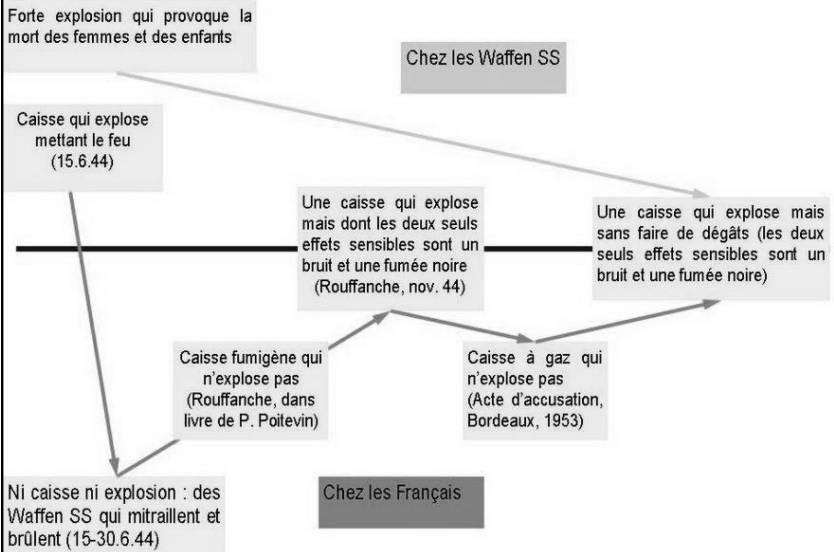 Forte explosion qui provoque la
mort des femmes et des enfants
Chez les Waffen SS
Caisse qui explose
mettant le feu
(15.6.44)
Une caisse qui explose
mais dont les deux seuls
effets sensibles sont un
bruit et une fumée noire
(Rouffanche, nov. 44)
Une caisse qui explose mais
sans faire de dégâts (les deux
seuls effets sensibles sont un
bruit et une fumée noire)
Caisse fumigène qui
n'explose pas
(Rouffanche, dans
livre de P. Poitevin)
Caisse à gaz qui
n'explose pas
(Acte d'accusation,
Bordeaux, 1953)
Ni caisse ni explosion : des
Waffen SS qui mitraillent et
brûlent (15-30.6.44)
Chez les Français